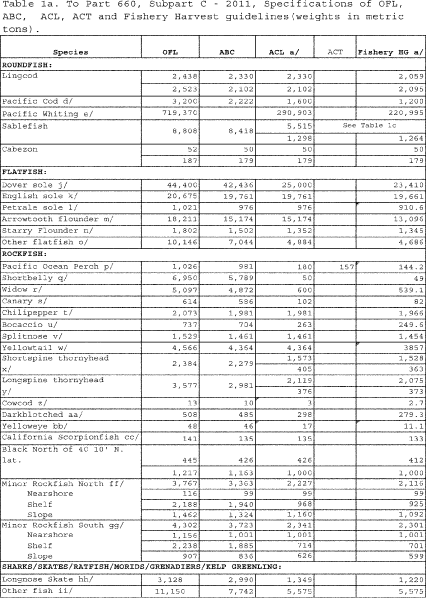 Table 1a. To Part 660, Subpart C - 2011, Specifications of OFL,
ABC, ACL, ACT and Fishery Harvest guidelines(weights in metric
tons).
Species OFL ABC ACL a/ ACT Fishery HG a/
ROUNDFISH:
Lingcod 2,438 2,330 2,330 2,059
2,523 2,102 2,102 2,095
Pacific Cod d/ 3,200 2,222 1,600 1,200
Pacific Whiting e/ 719,370 290,903 220,995
Sablefish 8,808 8,418 5,515 See Table 1c
1,298 1,264
Cabezon 52 50 50 50
187 179 179 179
FLATFISH:
Dover sole j/ 44,400 42,436 25,000 23,410
English sole k/ 20,675 19,761 19,761 19,661
Petrale sole l/ 1,021 976 976 910.6
Arrowtooth flounder m/ 18,211 15,174 15,174 13,096
Starry Flounder n/ 1,802 1,502 1,352 1,345
Other flatfish o/ 10,146 7,044 4,884 4,686
ROCKFISH:
Pacific Ocean Perch p/ 1,026 981 180 157 144.2
Shortbelly q/ 6,950 5,789 50 49
Widow r/ 5,097 4,872 600 539.1
Canary s/ 614 586 102 82
Chilipepper t/ 2,073 1,981 1,981 1,966
Bocaccio u/ 737 704 263 249.6
Splitnose v/ 1,529 1,461 1,461 1,454
Yellowtail w/ 4,566 4,364 4,364 3857
Shortspine thornyhead
x/ 2,384 2,279 1,573 1,528
405 363
Longspine thornyhead
y/ 3,577 2,981 2,119 2,075
376 373
Cowcod z/ 13 10 3 2.7
Darkblotched aa/ 508 485 298 279.3
Yelloweye bb/ 48 46 17 11.1
California Scorpionfish cc/ 141 135 135 133
Black North of 40 10' N.
lat. 445 426 426 412
1,217 1,163 1,000 1,000
Minor Rockfish North ff/ 3,767 3,363 2,227 2,116
Nearshore 116 99 99 99
Shelf 2,188 1,940 968 925
Slope 1,462 1,324 1,160 1,092
Minor Rockfish South gg/ 4,302 3,723 2,341 2,301
Nearshore 1,156 1,001 1,001 1,001
Shelf 2,238 1,885 714 701
Slope 907 836 626 599
SHARKS/SKATES/RATFISH/MORIDS/GRENADIERS/KELP GREENLING:
Longnose Skate hh/ 3,128 2,990 1,349 1,220
Other fish ii/ 11,150 7,742 5,575 5,575